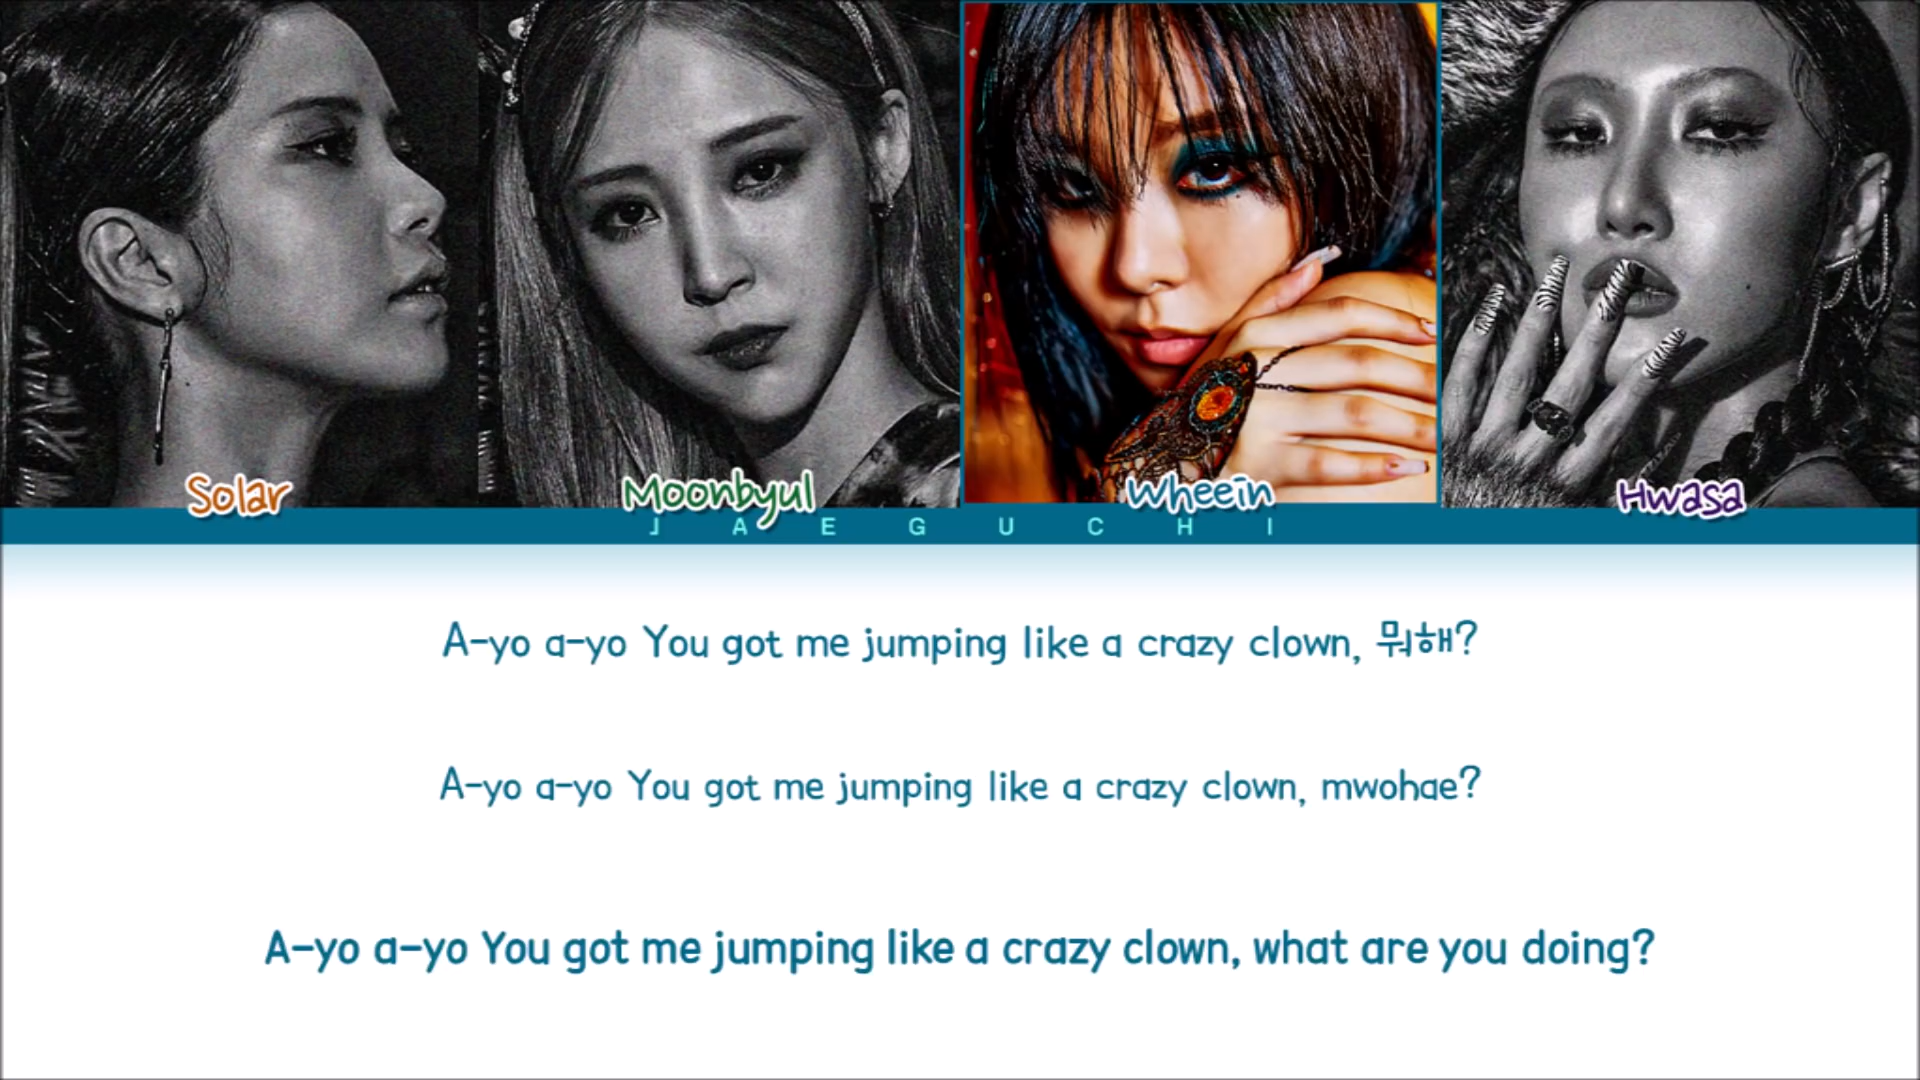 Solar
Moonbyul
Wheein
Hwasa
JAEGUCHI
A-yo a-yo You got me jumping like a crazy clown, 뭐해?
A-yo a-yo You got me jumping like a crazy clown, mwohae?
A-yo a-yo You got me jumping like a crazy clown, what are you doing?